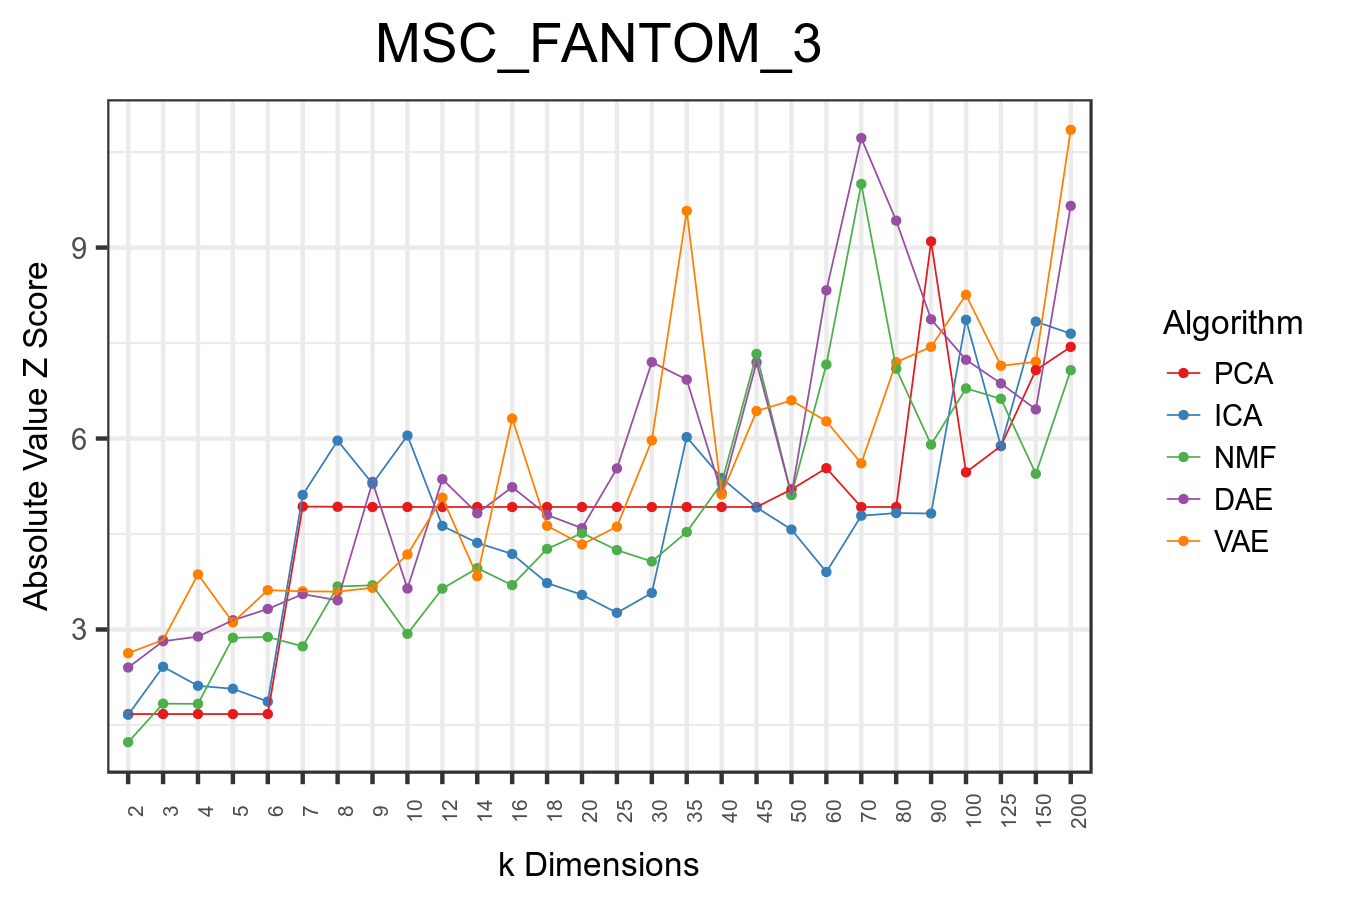 MSC_FANTOM_3
Absolute Value Z Score
9
6
3
2 3 4 5 6 7 8 9 10 12 14 16 18 20 25 30 35 40 45 50 60 70 80 90 100 125 150 200
k Dimensions
Algorithm
PCA
ICA
NMF
DAE
VAE